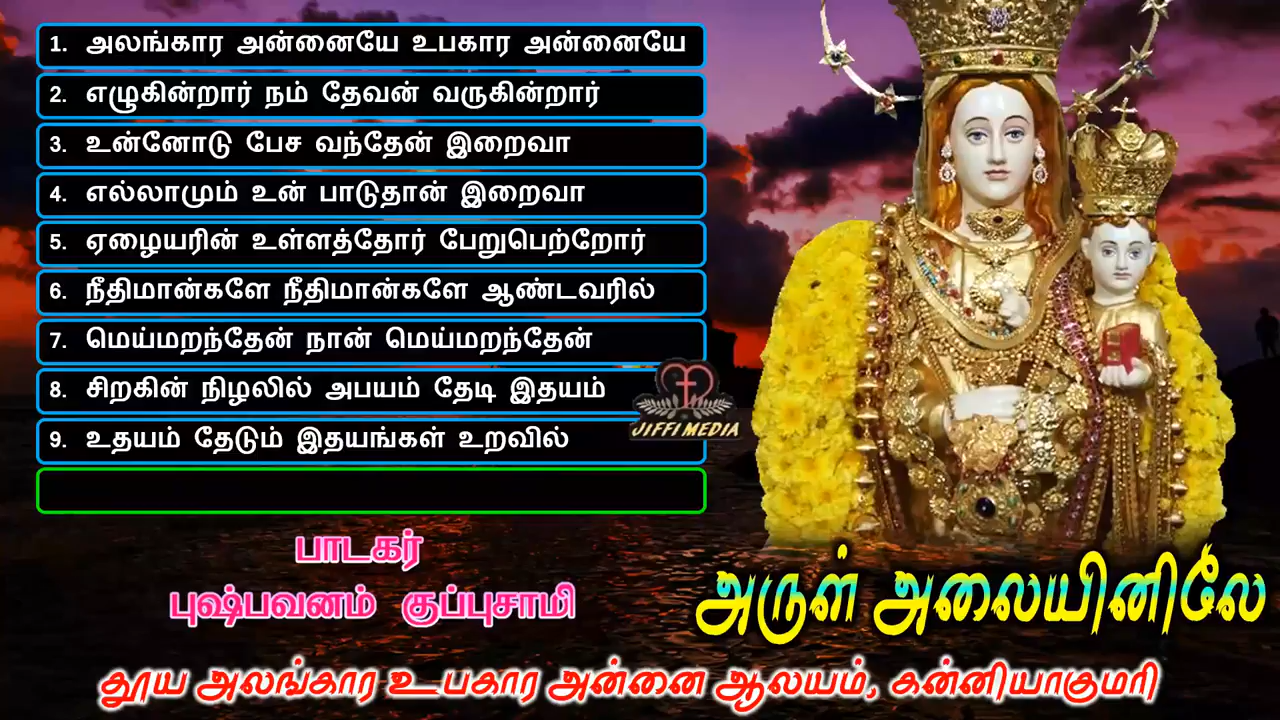 1. அலங்கார அன்னையே உபகார அன்னையே
2. எழுகின்றார் நம் தேவன் வருகின்றார்
3. உன்னோடு பேச வந்தேன் இறைவா
4. எல்லாமும் உன் பாடுதான் இறைவா
5. ஏழையரின் உள்ளத்தோர் பேறுபெற்றோர்
6. நீதிமான்களே நீதிமான்களே ஆண்டவரில்
7. மெய்மறந்தேன் நான் மெய்மறந்தேன்
8. சிறகின் நிழலில் அபயம் தேடி இதயம்
9. உதயம் தேடும் இதயங்கள் உறவில்
JIFFI MEDIA
பாடகர்
புஷ்பவனம் குப்புசாமி
அருள் அலையினிலே
தூய அலங்கார உபகார அன்னை ஆலயம், கன்னியாகுமரி